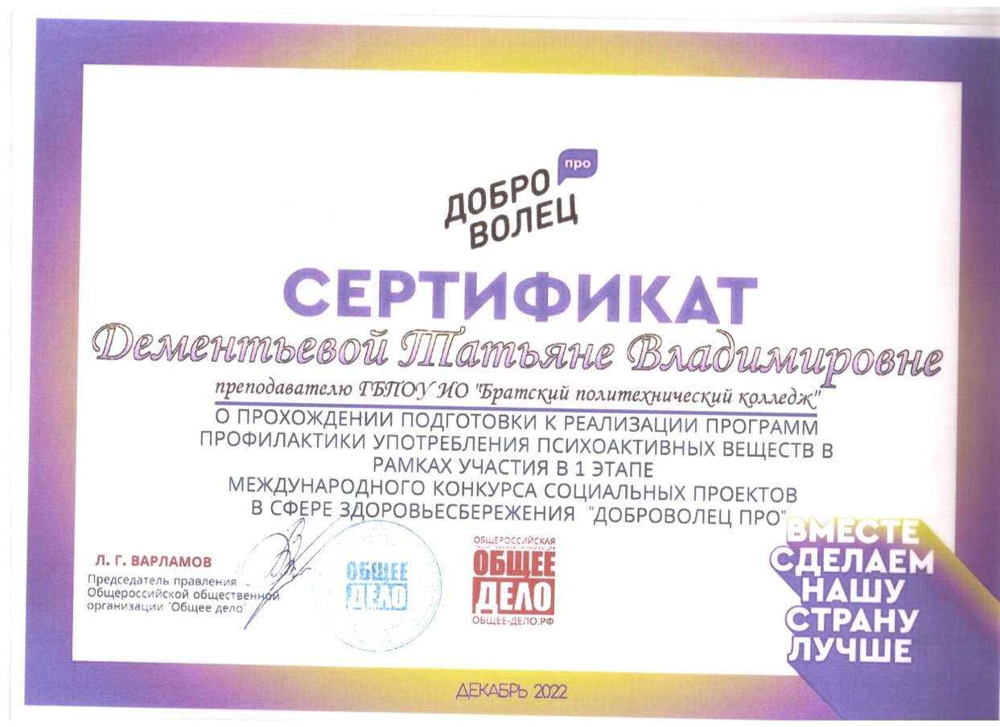 про
ДОБРО
ВОЛЕЦ
СЕРТИФИКАТ
Дементьевой Татьяне Владимировне
преподавателю ГБПОУ ИО "Братский политехнический колледж"
О ПРОХОЖДЕНИИ ПОДГОТОВКИ К РЕАЛИЗАЦИИ ПРОГРАММ
ПРОФИЛАКТИКИ УПОТРЕБЛЕНИЯ ПСИХОАКТИВНЫХ ВЕЩЕСТВ В
РАМКАХ УЧАСТИЯ В 1 ЭТАПЕ
МЕЖДУНАРОДНОГО КОНКУРСА СОЦИАЛЬНЫХ ПРОЕКТОВ
В СФЕРЕ ЗДОРОВЬЕСБЕРЕЖЕНИЯ "ДОБРОВОЛЕЦ ПРО"
Л. Г. ВАРЛАМОВ
Председатель правления
Общероссийской общественной
организации "Общее дело"
ОБЩЕЕ
ДЕЛО
ОБЩЕРОССИЙСКАЯ
ОБЩЕСТВЕННАЯ ОРГАНИЗАЦИЯ
ОБЩЕЕ
ДЕЛО
ОБЩЕЕ-ДЕЛО.РФ
ВМЕСТЕ
СДЕЛАЕМ
НАШУ
СТРАНУ
ЛУЧШЕ
ДЕКАБРЬ 2022